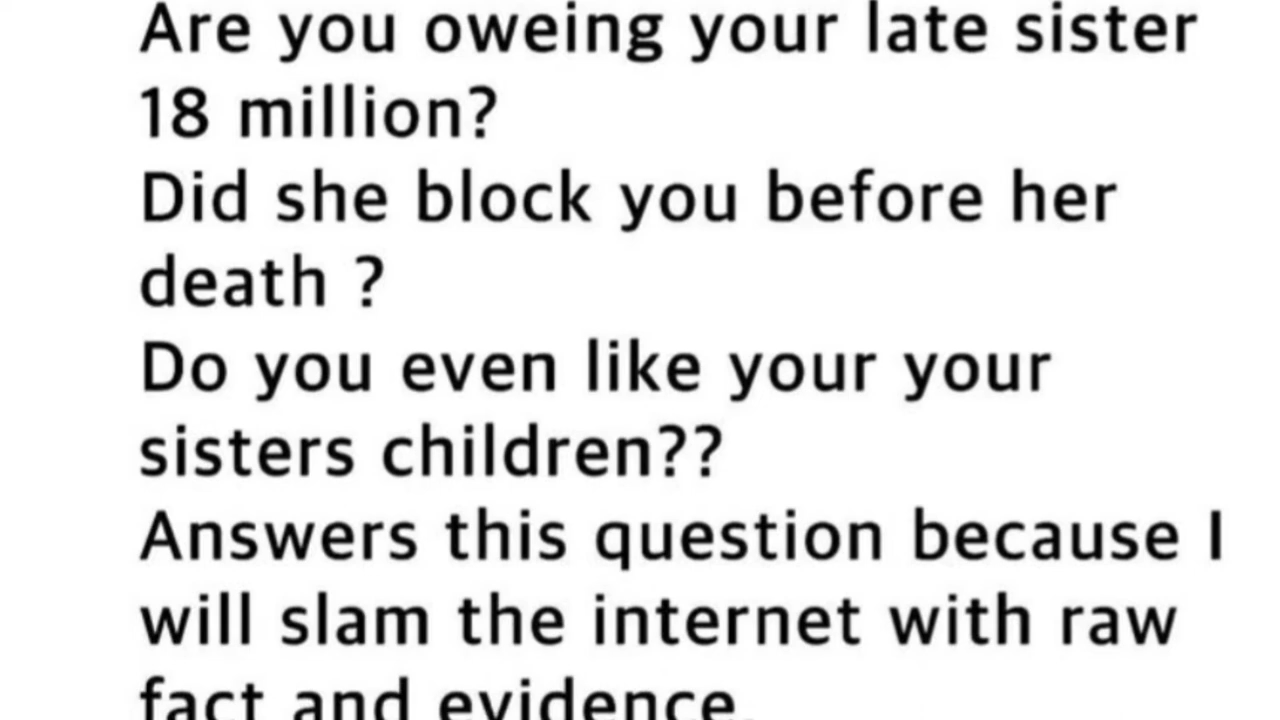 Are you oweing your late sister
18 million?
Did she block you before her
death ?
Do you even like your your
sisters children??
Answers this question because I
will slam the internet with raw
fact and evidence.